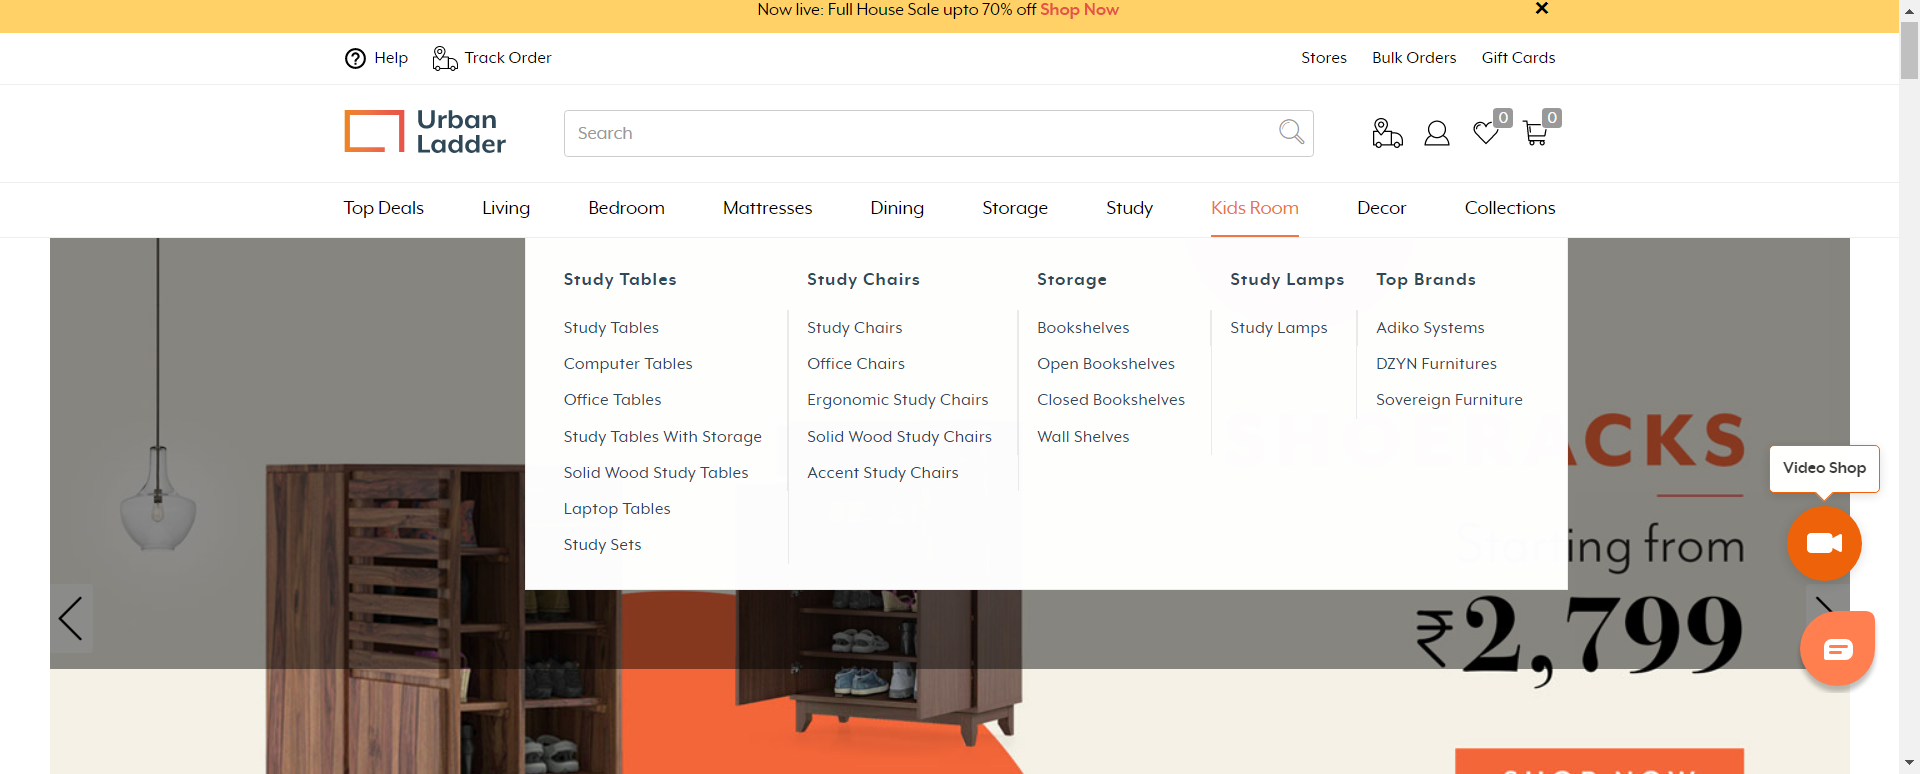 Now live: Full House Sale upto 70% off Shop Now
Help
Track Order
Stores
Bulk Orders
Gift Cards
Urban
Ladder
Search
0
0
Top Deals
Living
Bedroom
Mattresses
Dining
Storage
Study
Kids Room
Decor
Collections
Study Tables
Study Tables
Computer Tables
Office Tables
Study Tables With Storage
Solid Wood Study Tables
Laptop Tables
Study Sets
Study Chairs
Study Chairs
Office Chairs
Ergonomic Study Chairs
Solid Wood Study Chairs
Accent Study Chairs
Storage
Bookshelves
Open Bookshelves
Closed Bookshelves
Wall Shelves
Study Lamps
Study Lamps
Top Brands
Adiko Systems
DZYN Furnitures
Sovereign Furniture
SHOERACKS
Starting from
₹2,799
SHOP NOW
Video Shop